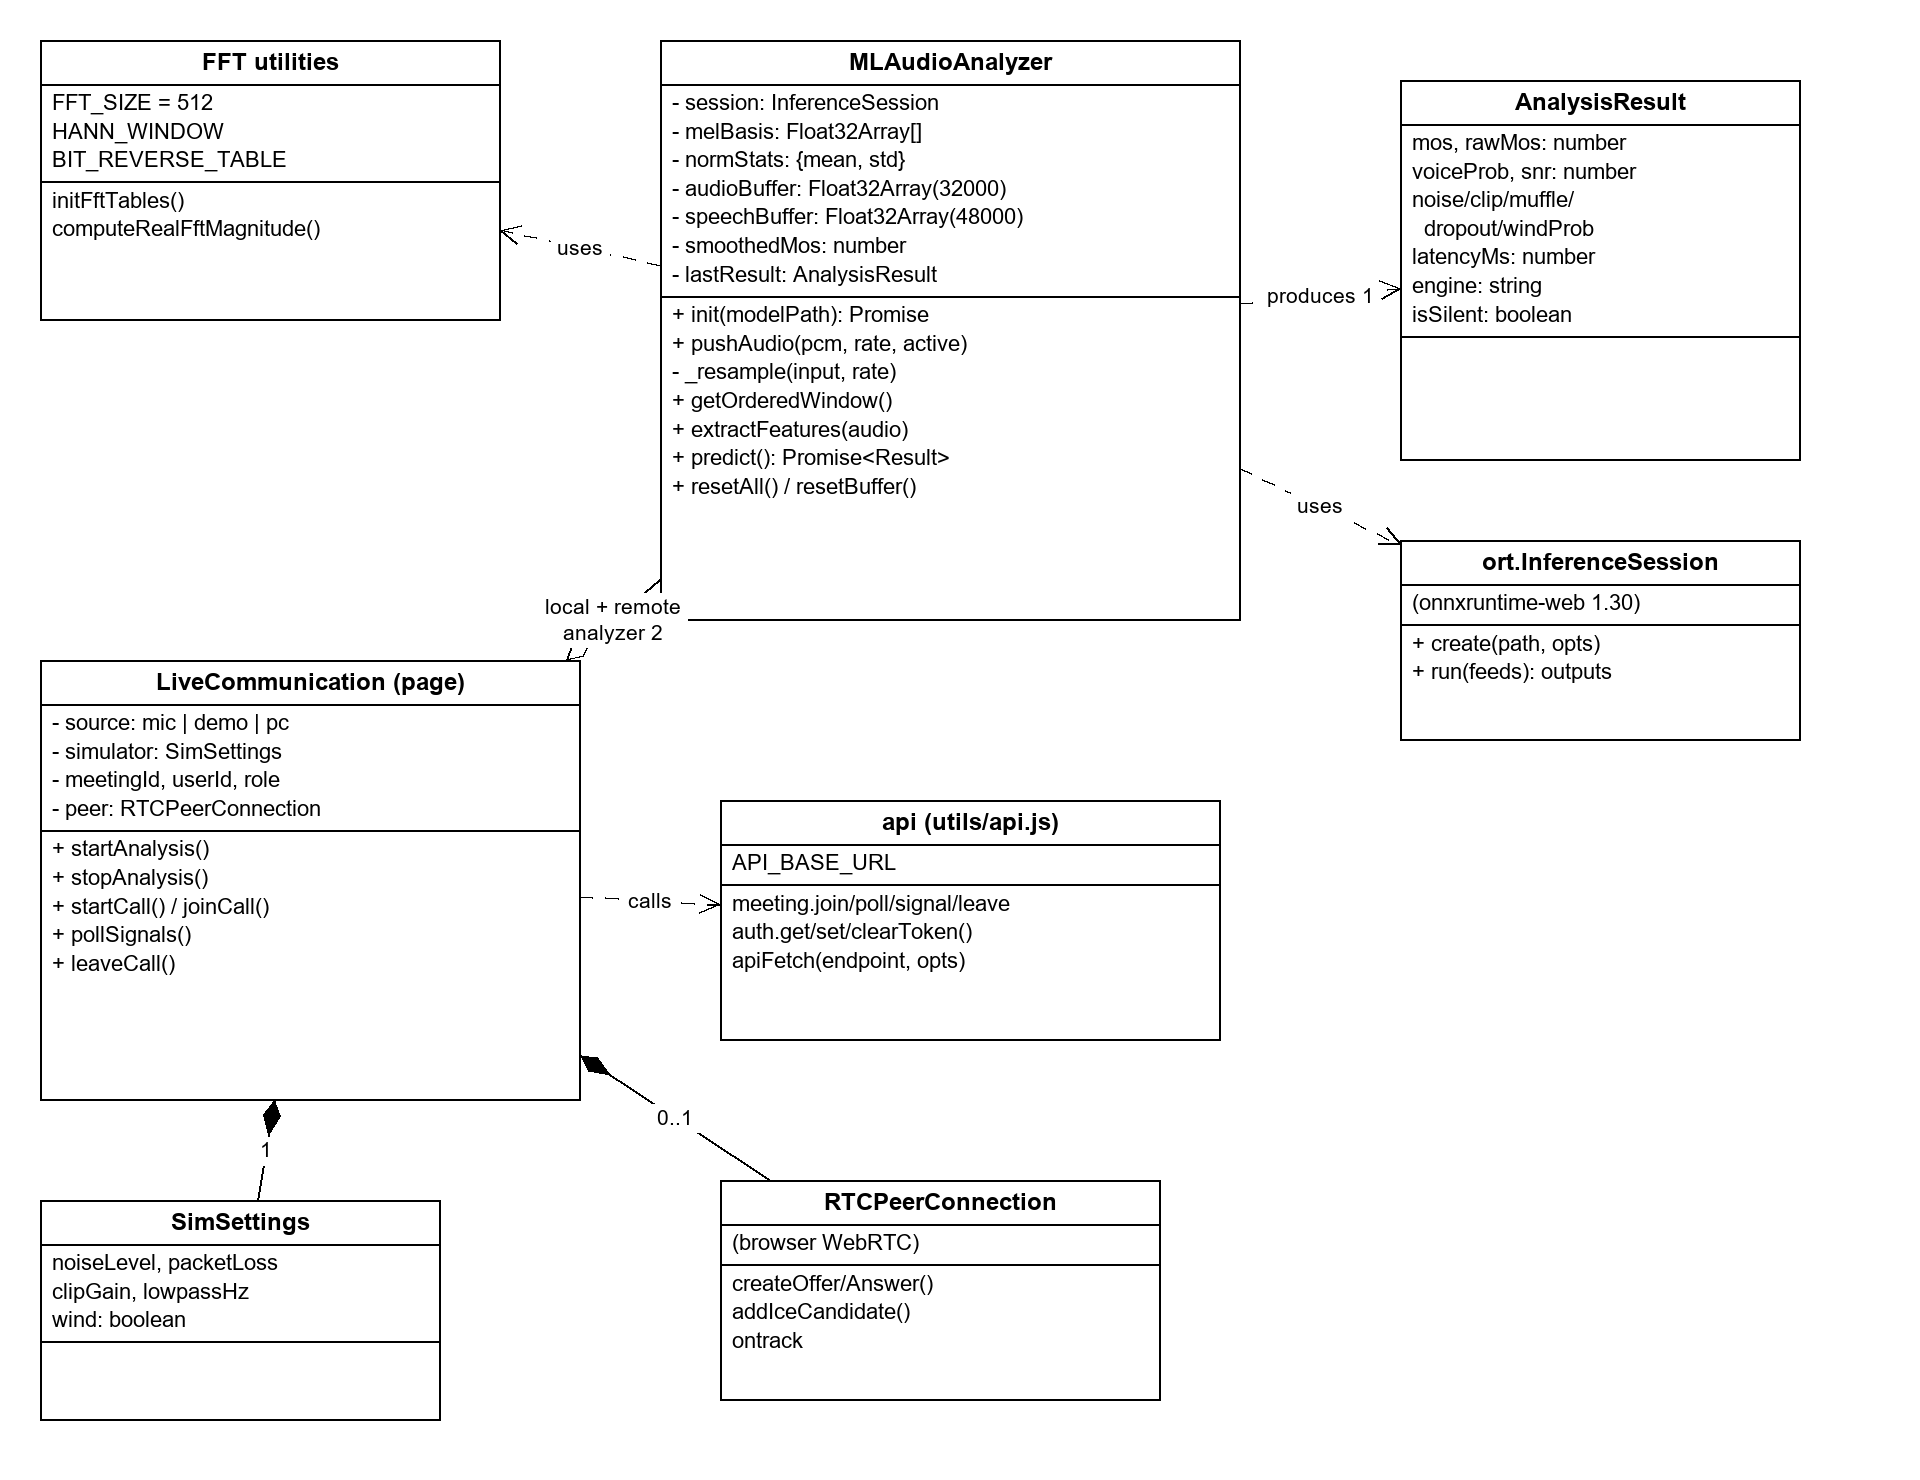 FFT utilities
FFT_SIZE = 512
HANN_WINDOW
BIT_REVERSE_TABLE
initFftTables()
computeRealFftMagnitude()
uses
MLAudioAnalyzer
- session: InferenceSession
- melBasis: Float32Array[]
- normStats: {mean, std}
- audioBuffer: Float32Array(32000)
- speechBuffer: Float32Array(48000)
- smoothedMos: number
- lastResult: AnalysisResult
+ init(modelPath): Promise
+ pushAudio(pcm, rate, active)
- _resample(input, rate)
+ getOrderedWindow()
+ extractFeatures(audio)
+ predict(): Promise<Result>
+ resetAll() / resetBuffer()
produces 1
AnalysisResult
mos, rawMos: number
voiceProb, snr: number
noise/clip/muffle/
dropout/windProb
latencyMs: number
engine: string
isSilent: boolean
uses
ort.InferenceSession
(onnxruntime-web 1.30)
+ create(path, opts)
+ run(feeds): outputs
local + remote
analyzer 2
LiveCommunication (page)
- source: mic | demo | pc
- simulator: SimSettings
- meetingId, userId, role
- peer: RTCPeerConnection
+ startAnalysis()
+ stopAnalysis()
+ startCall() / joinCall()
+ pollSignals()
+ leaveCall()
calls
api (utils/api.js)
API_BASE_URL
meeting.join/poll/signal/leave
auth.get/set/clearToken()
apiFetch(endpoint, opts)
0..1
1
SimSettings
noiseLevel, packetLoss
clipGain, lowpassHz
wind: boolean
RTCPeerConnection
(browser WebRTC)
createOffer/Answer()
addIceCandidate()
ontrack